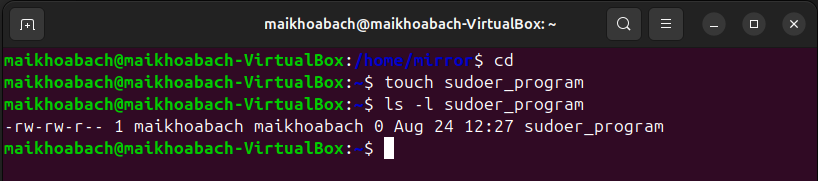 maikhoabach@maikhoabach-VirtualBox: ~
maikhoabach@maikhoabach-VirtualBox:/home/mirror$ cd
maikhoabach@maikhoabach-VirtualBox:~$ touch sudoer_program
maikhoabach@maikhoabach-VirtualBox:~$ ls -l sudoer_program
-rw-rw-r-- 1 maikhoabach maikhoabach 0 Aug 24 12:27 sudoer_program
maikhoabach@maikhoabach-VirtualBox:~$